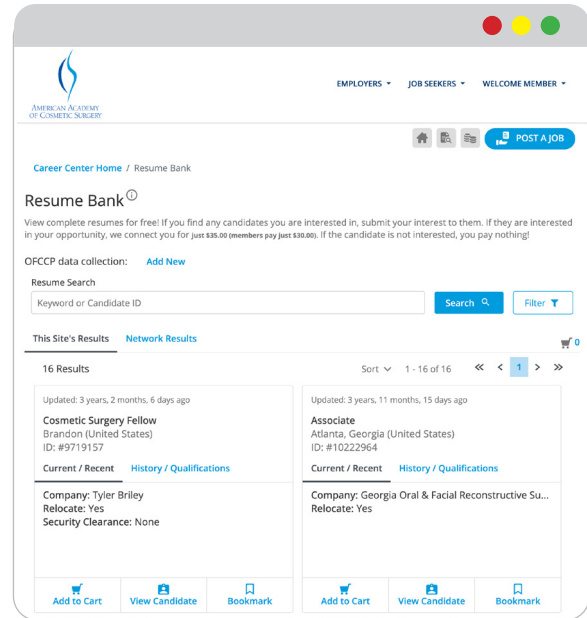 EMPLOYERS
JOB SEEKERS
WELCOME MEMBER
AMERICAN ACADEMY
OF COSMETIC SURGERY
POST A JOB
Career Center Home / Resume Bank
Resume Bank
View complete resumes for free! If you find any candidates you are interested in, submit your interest to them. If they are interested
in your opportunity, we connect you for just $35.00 (members pay just $30.00). If the candidate is not interested, you pay nothing!
OFCCP data collection: Add New
Resume Search
Keyword or Candidate ID
Search
Filter
This Site's Results
Network Results
0
16 Results
Sort
1 - 16 of 16
« < 1 > »
Updated: 3 years, 2 months, 6 days ago
Cosmetic Surgery Fellow
Brandon (United States)
ID: #9719157
Current / Recent
History / Qualifications
Company: Tyler Briley
Relocate: Yes
Security Clearance: None
Add to Cart
View Candidate
Bookmark
Updated: 3 years, 11 months, 15 days ago
Associate
Atlanta, Georgia (United States)
ID: #10222964
Current / Recent
History / Qualifications
Company: Georgia Oral & Facial Reconstructive Su...
Relocate: Yes
Add to Cart
View Candidate
Bookmark